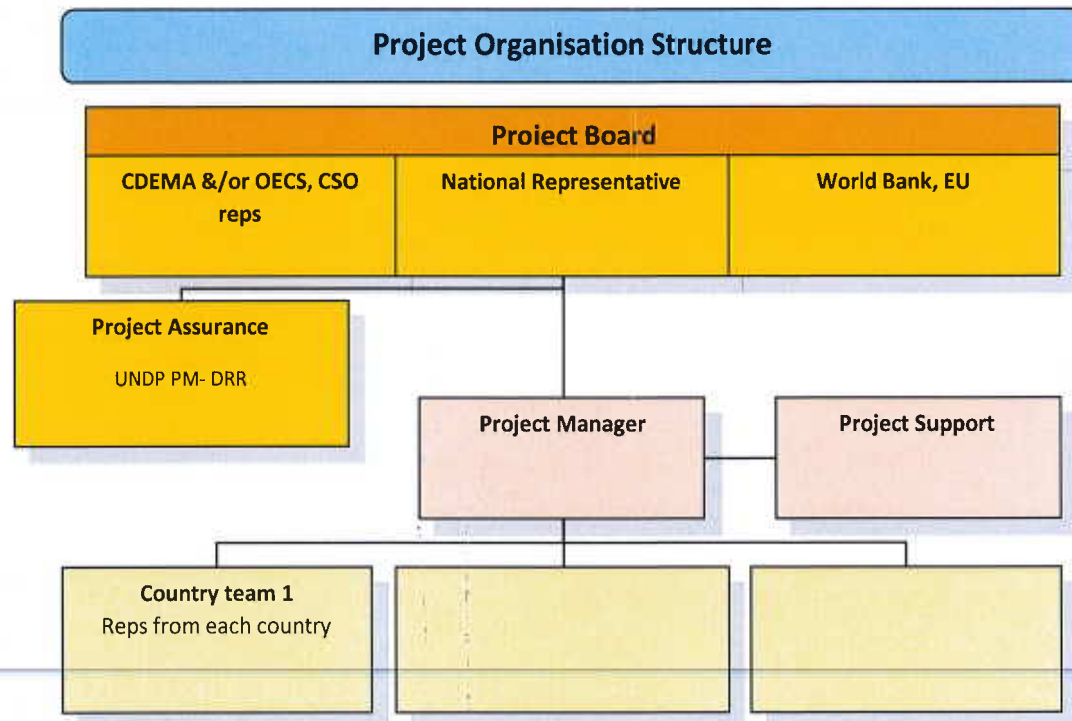 Project Organisation Structure
Project Board
CDEMA &/or OECS, CSO
reps
National Representative
World Bank, EU
Project Assurance
UNDP PM- DRR
Project Manager
Project Support
Country team 1
Reps from each country